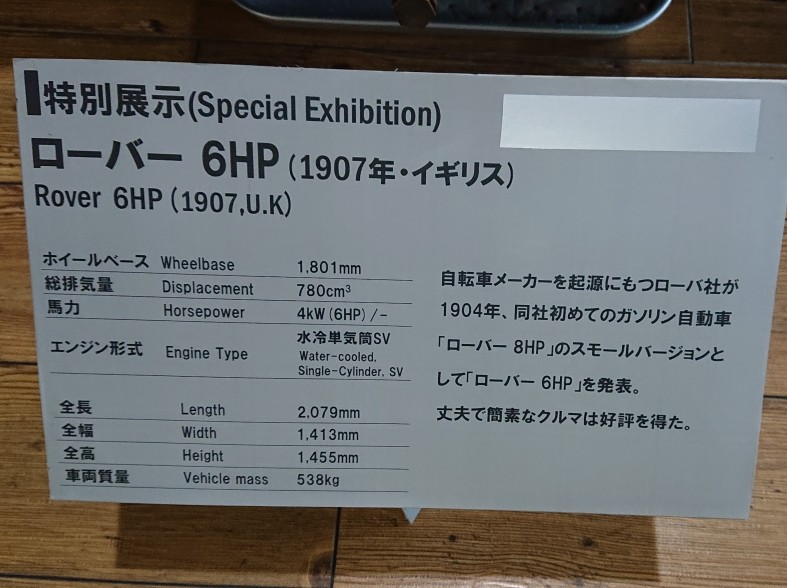 特別展示(Special Exhibition)
ローバー 6HP (1907年・イギリス)
Rover 6HP (1907,U.K)
ホイールベース Wheelbase 1,801mm
総排気量 Displacement 780cm³
馬力 Horsepower 4kW (6HP) /-
エンジン形式 Engine Type 水冷単気筒SV
Water-cooled,
Single-Cylinder, SV
全長 Length 2,079mm
全幅 Width 1,413mm
全高 Height 1,455mm
車両質量 Vehicle mass 538kg
自転車メーカーを起源にもつローバ社が
1904年、同社初めてのガソリン自動車
「ローバー 8HP」のスモールバージョンと
して「ローバー 6HP」を発表。
丈夫で簡素なクルマは好評を得た。